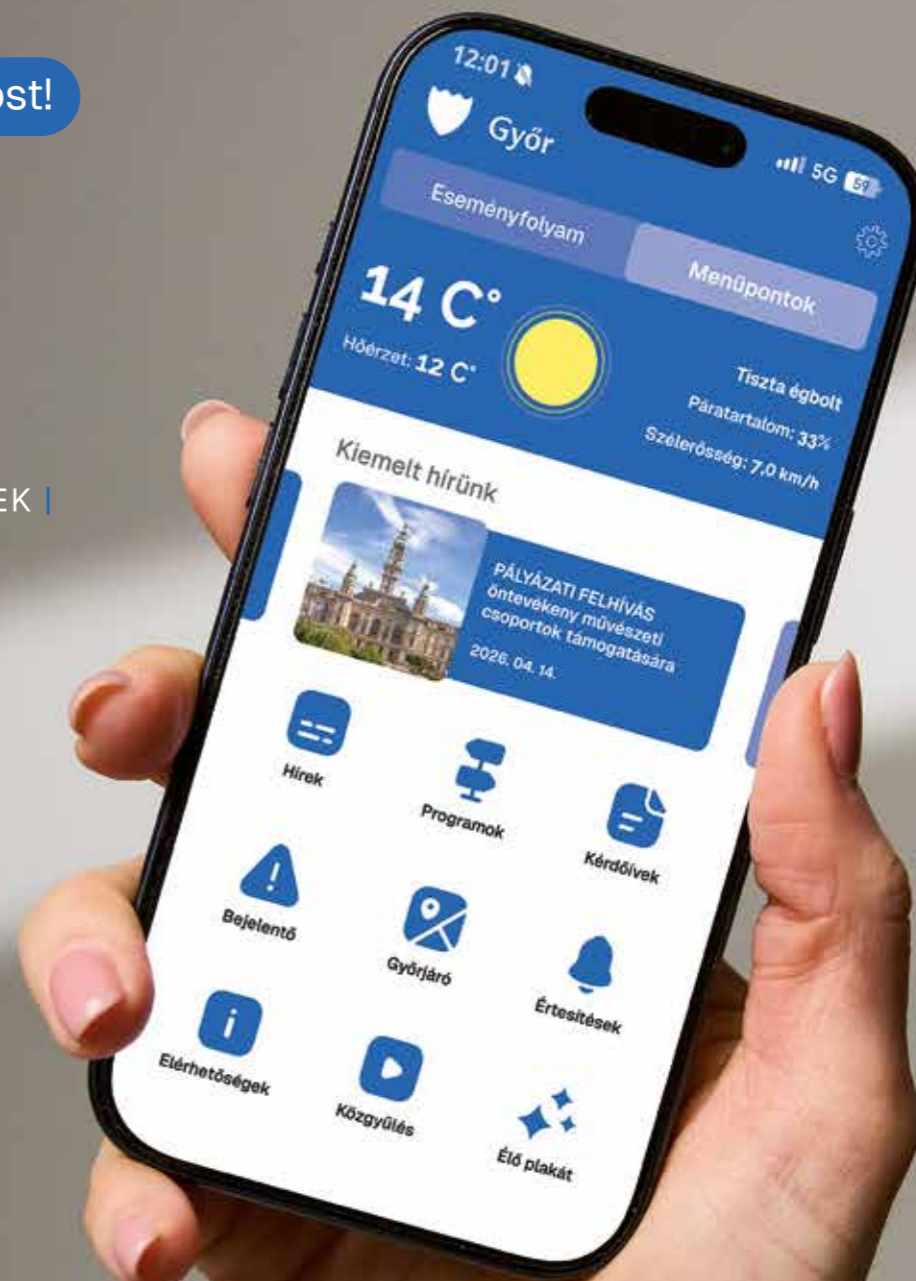 ost!
EK |
12:01
5G 59
Győr
Eseményfolyam
Menüpontok
14 C°
Hőérzet: 12 C°
Tiszta égbolt
Páratartalom: 33%
Szélerősség: 7,0 km/h
Kiemelt hírünk
PÁLYÁZATI FELHÍVÁS
öntevékeny művészeti
csoportok támogatására
2026. 04. 14.
Hírek
Programok
Kérdőívek
Bejelentő
Győrjáró
Értesítések
Elérhetőségek
Közgyűlés
Élő plakát